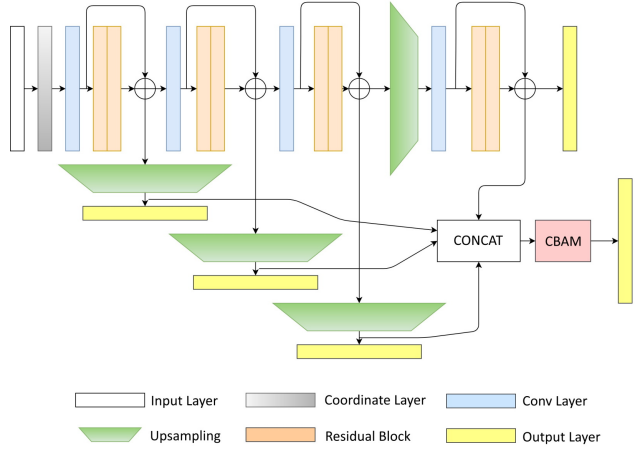 CONCAT
CBAM
Input Layer
Coordinate Layer
Conv Layer
Upsampling
Residual Block
Output Layer